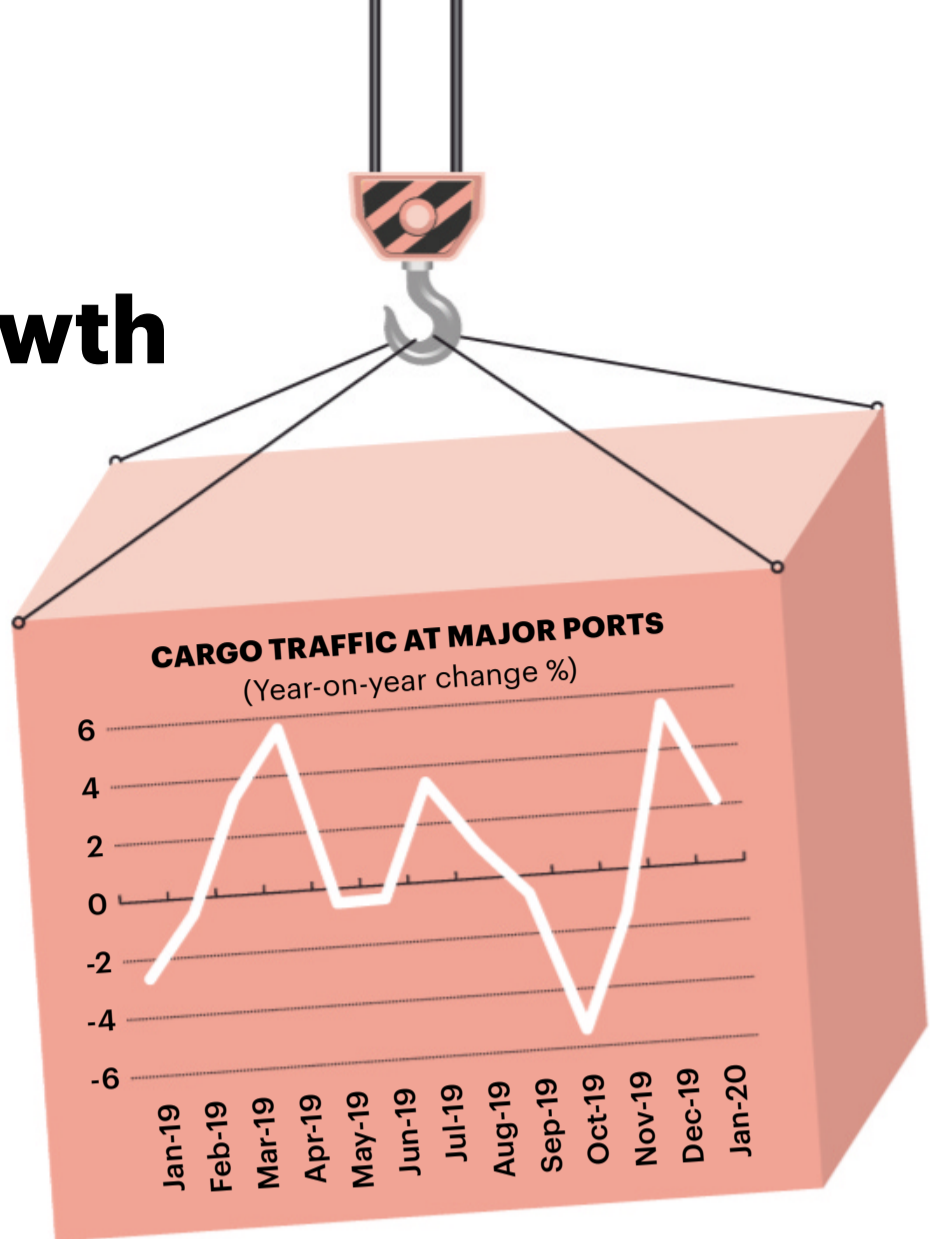 wth
CARGO TRAFFIC AT MAJOR PORTS
(Year-on-year change %)
6
4
2
0
-2
-4
-6
Jan-19
Feb-19
Mar-19
Apr-19
May-19
Jun-19
Jul-19
Aug-19
Sep-19
Oct-19
Nov-19
Dec-19
Jan-20